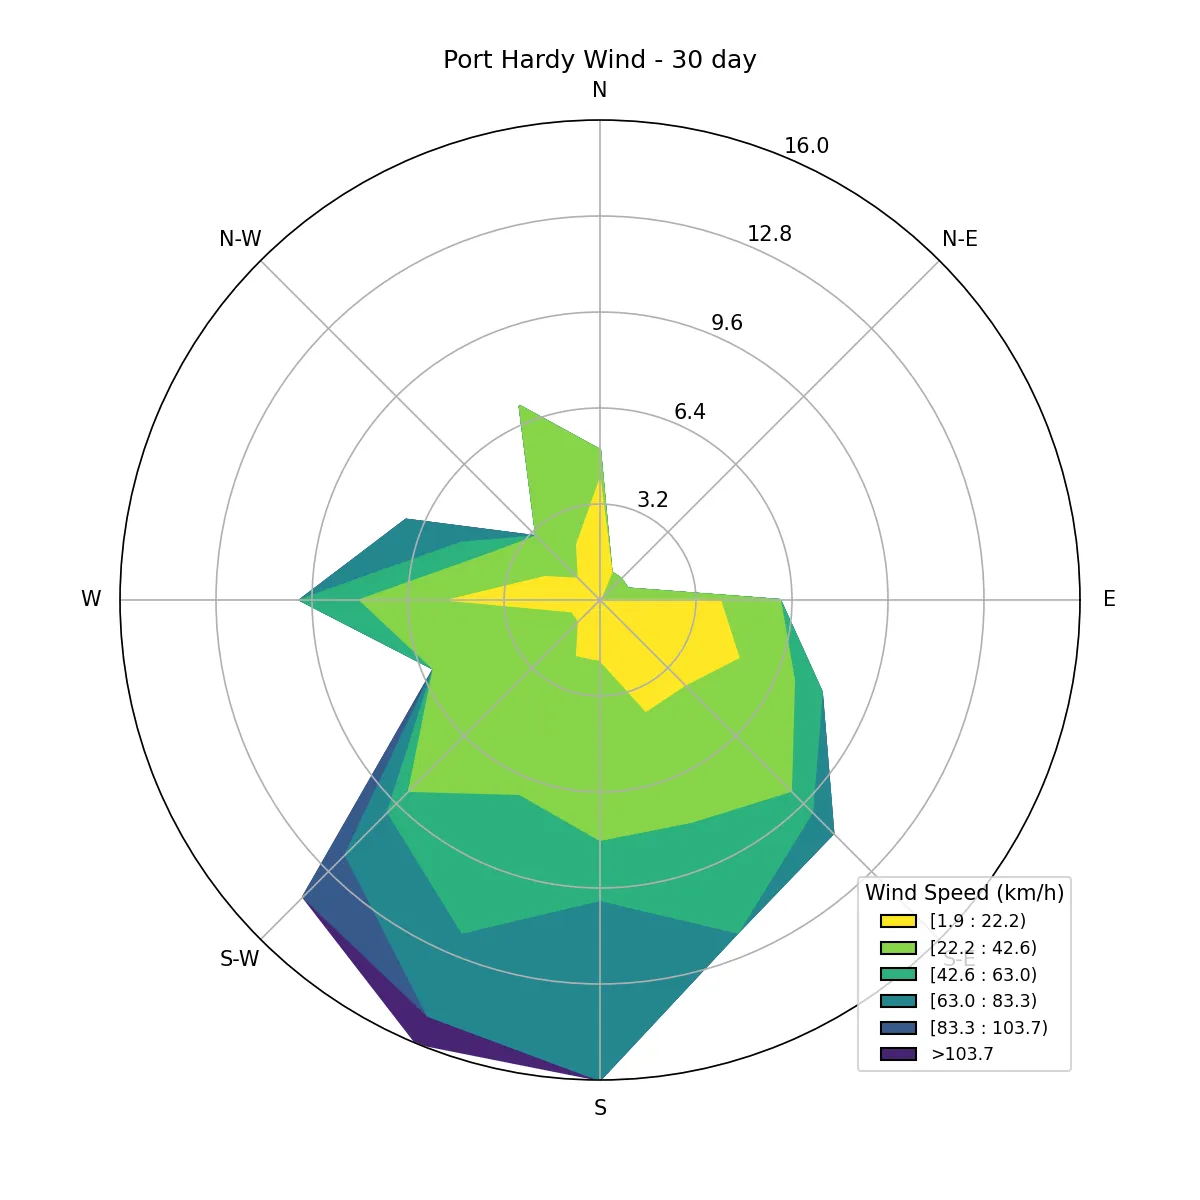 Port Hardy Wind - 30 day
N
16.0
N-W
N-E
12.8
9.6
6.4
3.2
W
E
S-W
S-E
S
Wind Speed (km/h)
[1.9 : 22.2)
[22.2 : 42.6)
[42.6 : 63.0)
[63.0 : 83.3)
[83.3 : 103.7)
>103.7